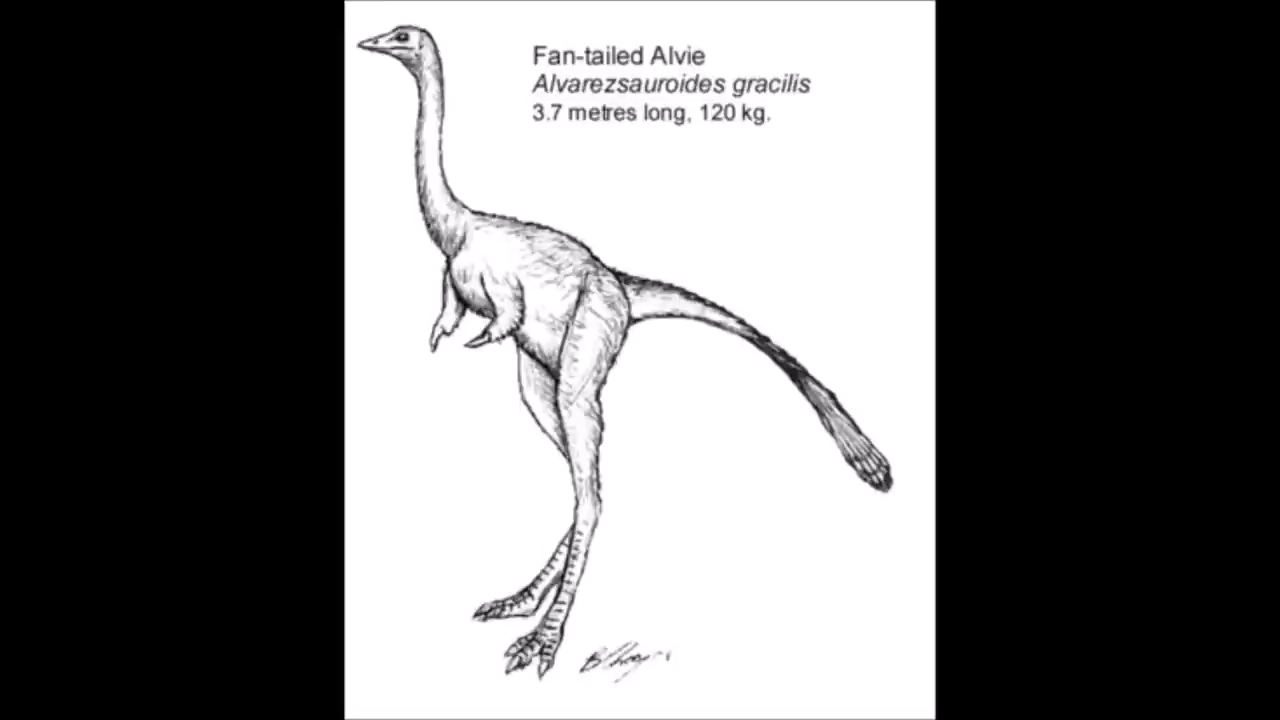 Fan-tailed Alvie
Alvarezsauroides gracilis
3.7 metres long, 120 kg.